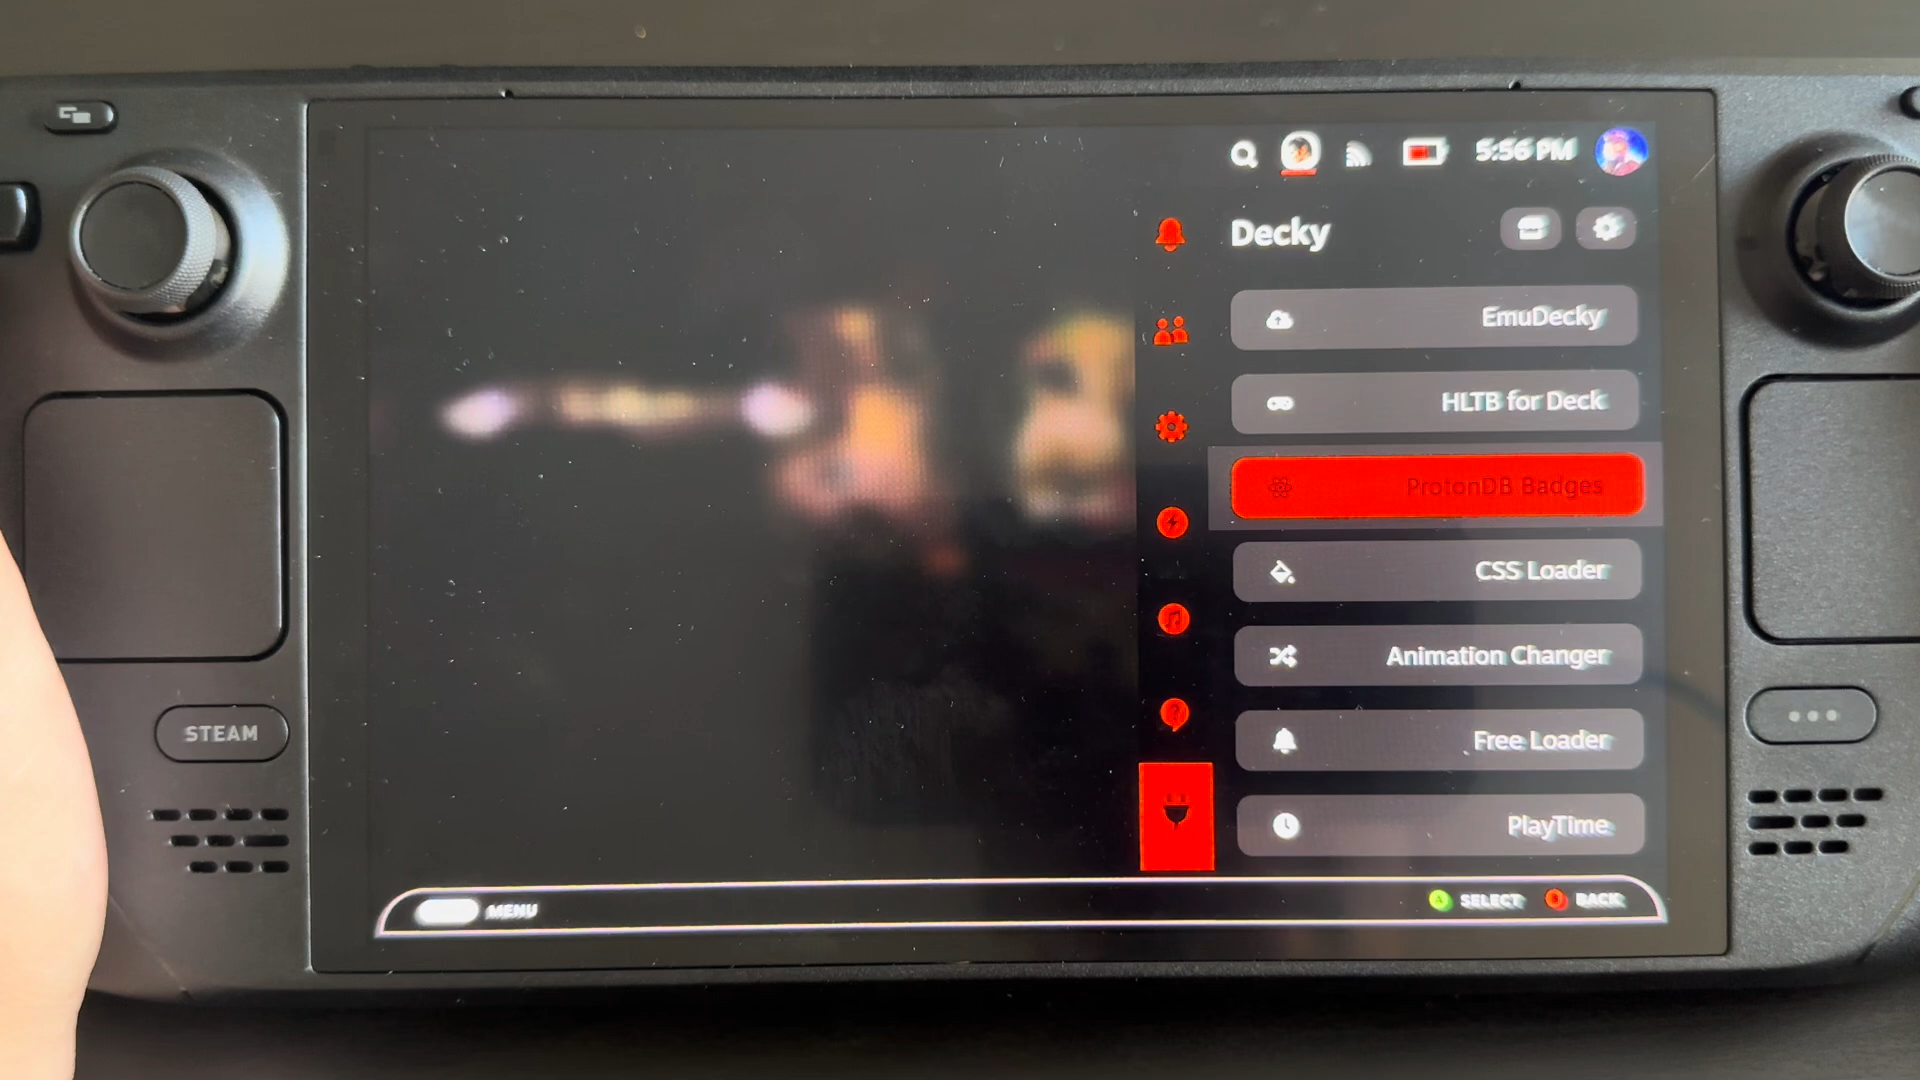 5:56 PM
Decky
EmuDecky
HLTB for Deck
ProtonDB Badges
CSS Loader
Animation Changer
Free Loader
PlayTime
STEAM
MENU
A SELECT B BACK